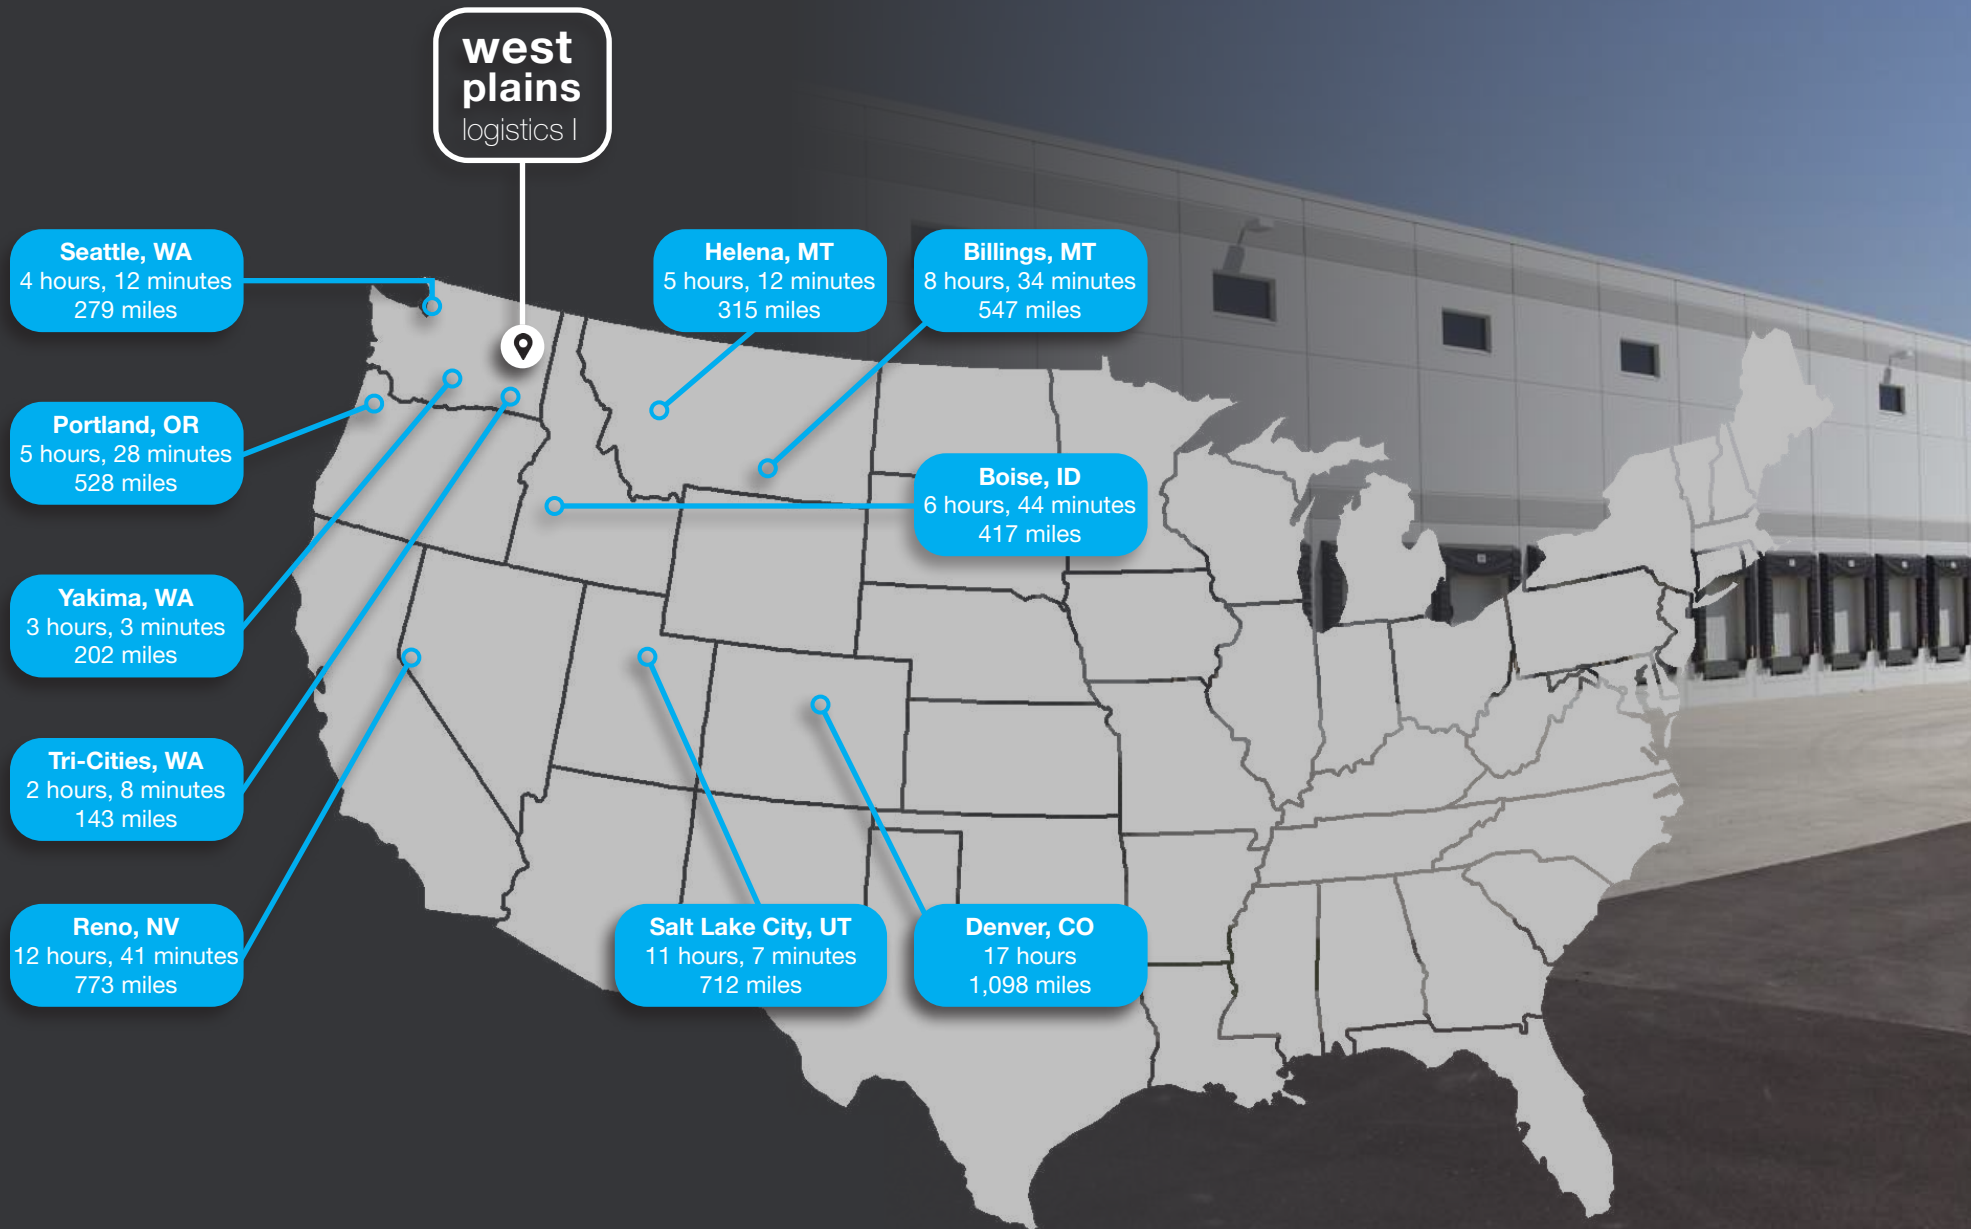 west
plains
logistics I
Seattle, WA
4 hours, 12 minutes
279 miles
Helena, MT
5 hours, 12 minutes
315 miles
Billings, MT
8 hours, 34 minutes
547 miles
Portland, OR
5 hours, 28 minutes
528 miles
Boise, ID
6 hours, 44 minutes
417 miles
Yakima, WA
3 hours, 3 minutes
202 miles
Tri-Cities, WA
2 hours, 8 minutes
143 miles
Reno, NV
12 hours, 41 minutes
773 miles
Salt Lake City, UT
11 hours, 7 minutes
712 miles
Denver, CO
17 hours
1,098 miles